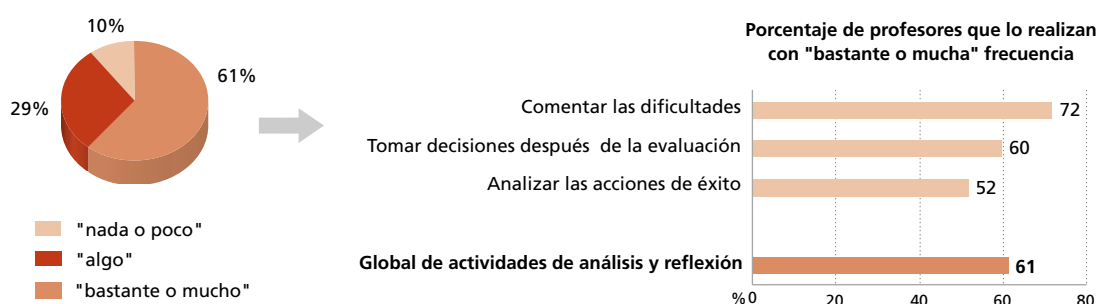 10%
61%
29%
"nada o poco"
"algo"
"bastante o mucho"
Porcentaje de profesores que lo realizan
con "bastante o mucha" frecuencia
Comentar las dificultades
72
Tomar decisiones después de la evaluación
60
Analizar las acciones de éxito
52
Global de actividades de análisis y reflexión
61
% 0 20 40 60 80